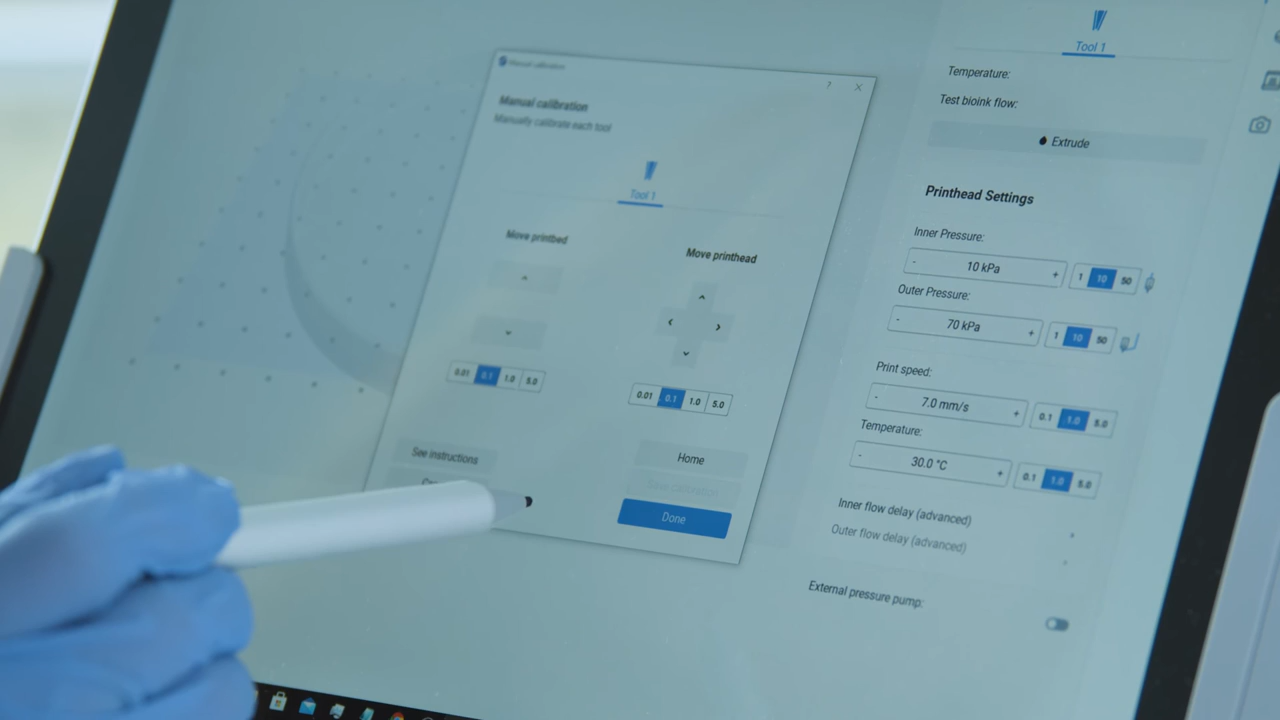 Manual calibration
Manual calibration
Manually calibrate each tool
Tool 1
Move printbed
Move printhead
0.01 0.1 1.0 5.0
0.01 0.1 1.0 5.0
See instructions
Home
Save calibration
Done
Tool 1
Temperature:
Test bioink flow:
Extrude
Printhead Settings
Inner Pressure:
- 10 kPa + 1 10 50
Outer Pressure:
- 70 kPa + 1 10 50
Print speed:
- 7.0 mm/s + 0.1 1.0 5.0
Temperature:
- 30.0 °C + 0.1 1.0 5.0
Inner flow delay (advanced)
Outer flow delay (advanced)
External pressure pump: